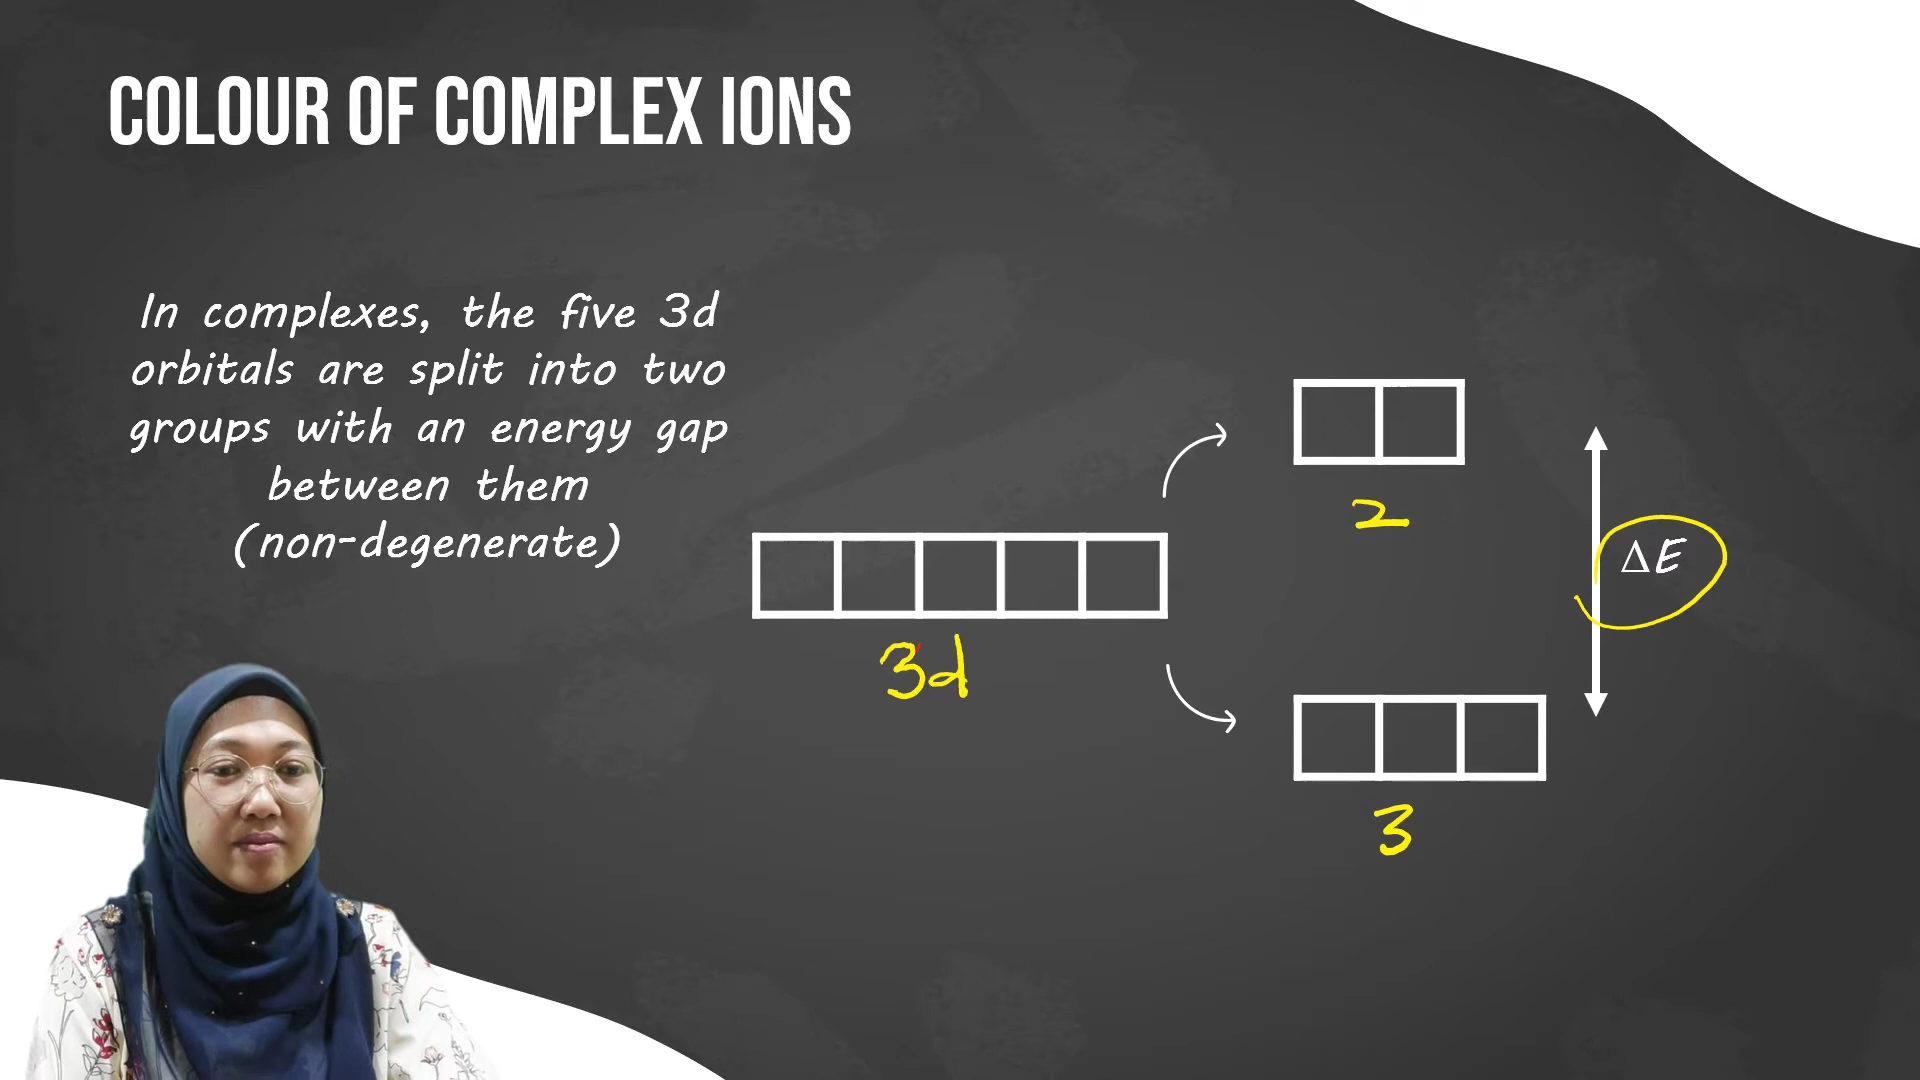 COLOUR OF COMPLEX IONS
In complexes, the five 3d
orbitals are split into two
groups with an energy gap
between them
(non-degenerate)
3d
2
ΔE
3